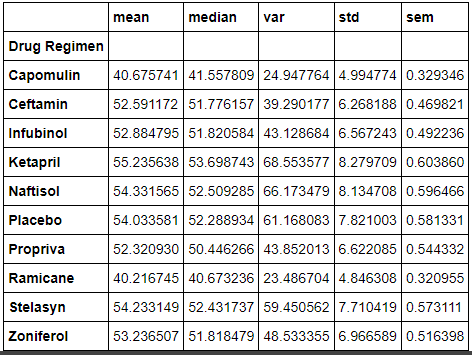 mean median var std sem
Drug Regimen
Capomulin 40.675741 41.557809 24.947764 4.994774 0.329346
Ceftamin 52.591172 51.776157 39.290177 6.268188 0.469821
Infubinol 52.884795 51.820584 43.128684 6.567243 0.492236
Ketapril 55.235638 53.698743 68.553577 8.279709 0.603860
Naftisol 54.331565 52.509285 66.173479 8.134708 0.596466
Placebo 54.033581 52.288934 61.168083 7.821003 0.581331
Propriva 52.320930 50.446266 43.852013 6.622085 0.544332
Ramicane 40.216745 40.673236 23.486704 4.846308 0.320955
Stelasyn 54.233149 52.431737 59.450562 7.710419 0.573111
Zoniferol 53.236507 51.818479 48.533355 6.966589 0.516398